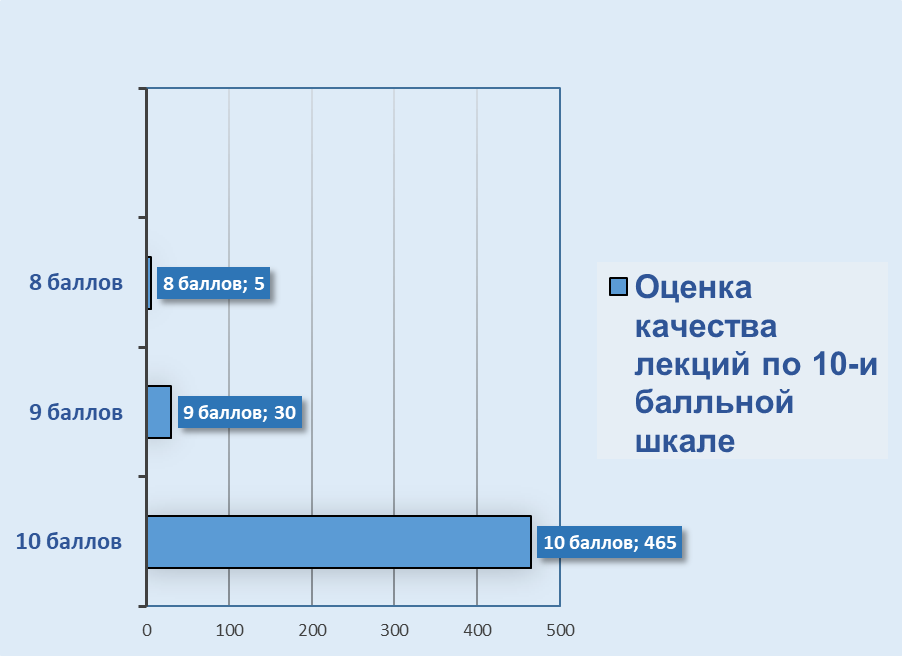 8 баллов
8 баллов; 5
9 баллов
9 баллов; 30
10 баллов
10 баллов; 465
0 100 200 300 400 500
Оценка
качества
лекций по 10-и
балльной
шкале